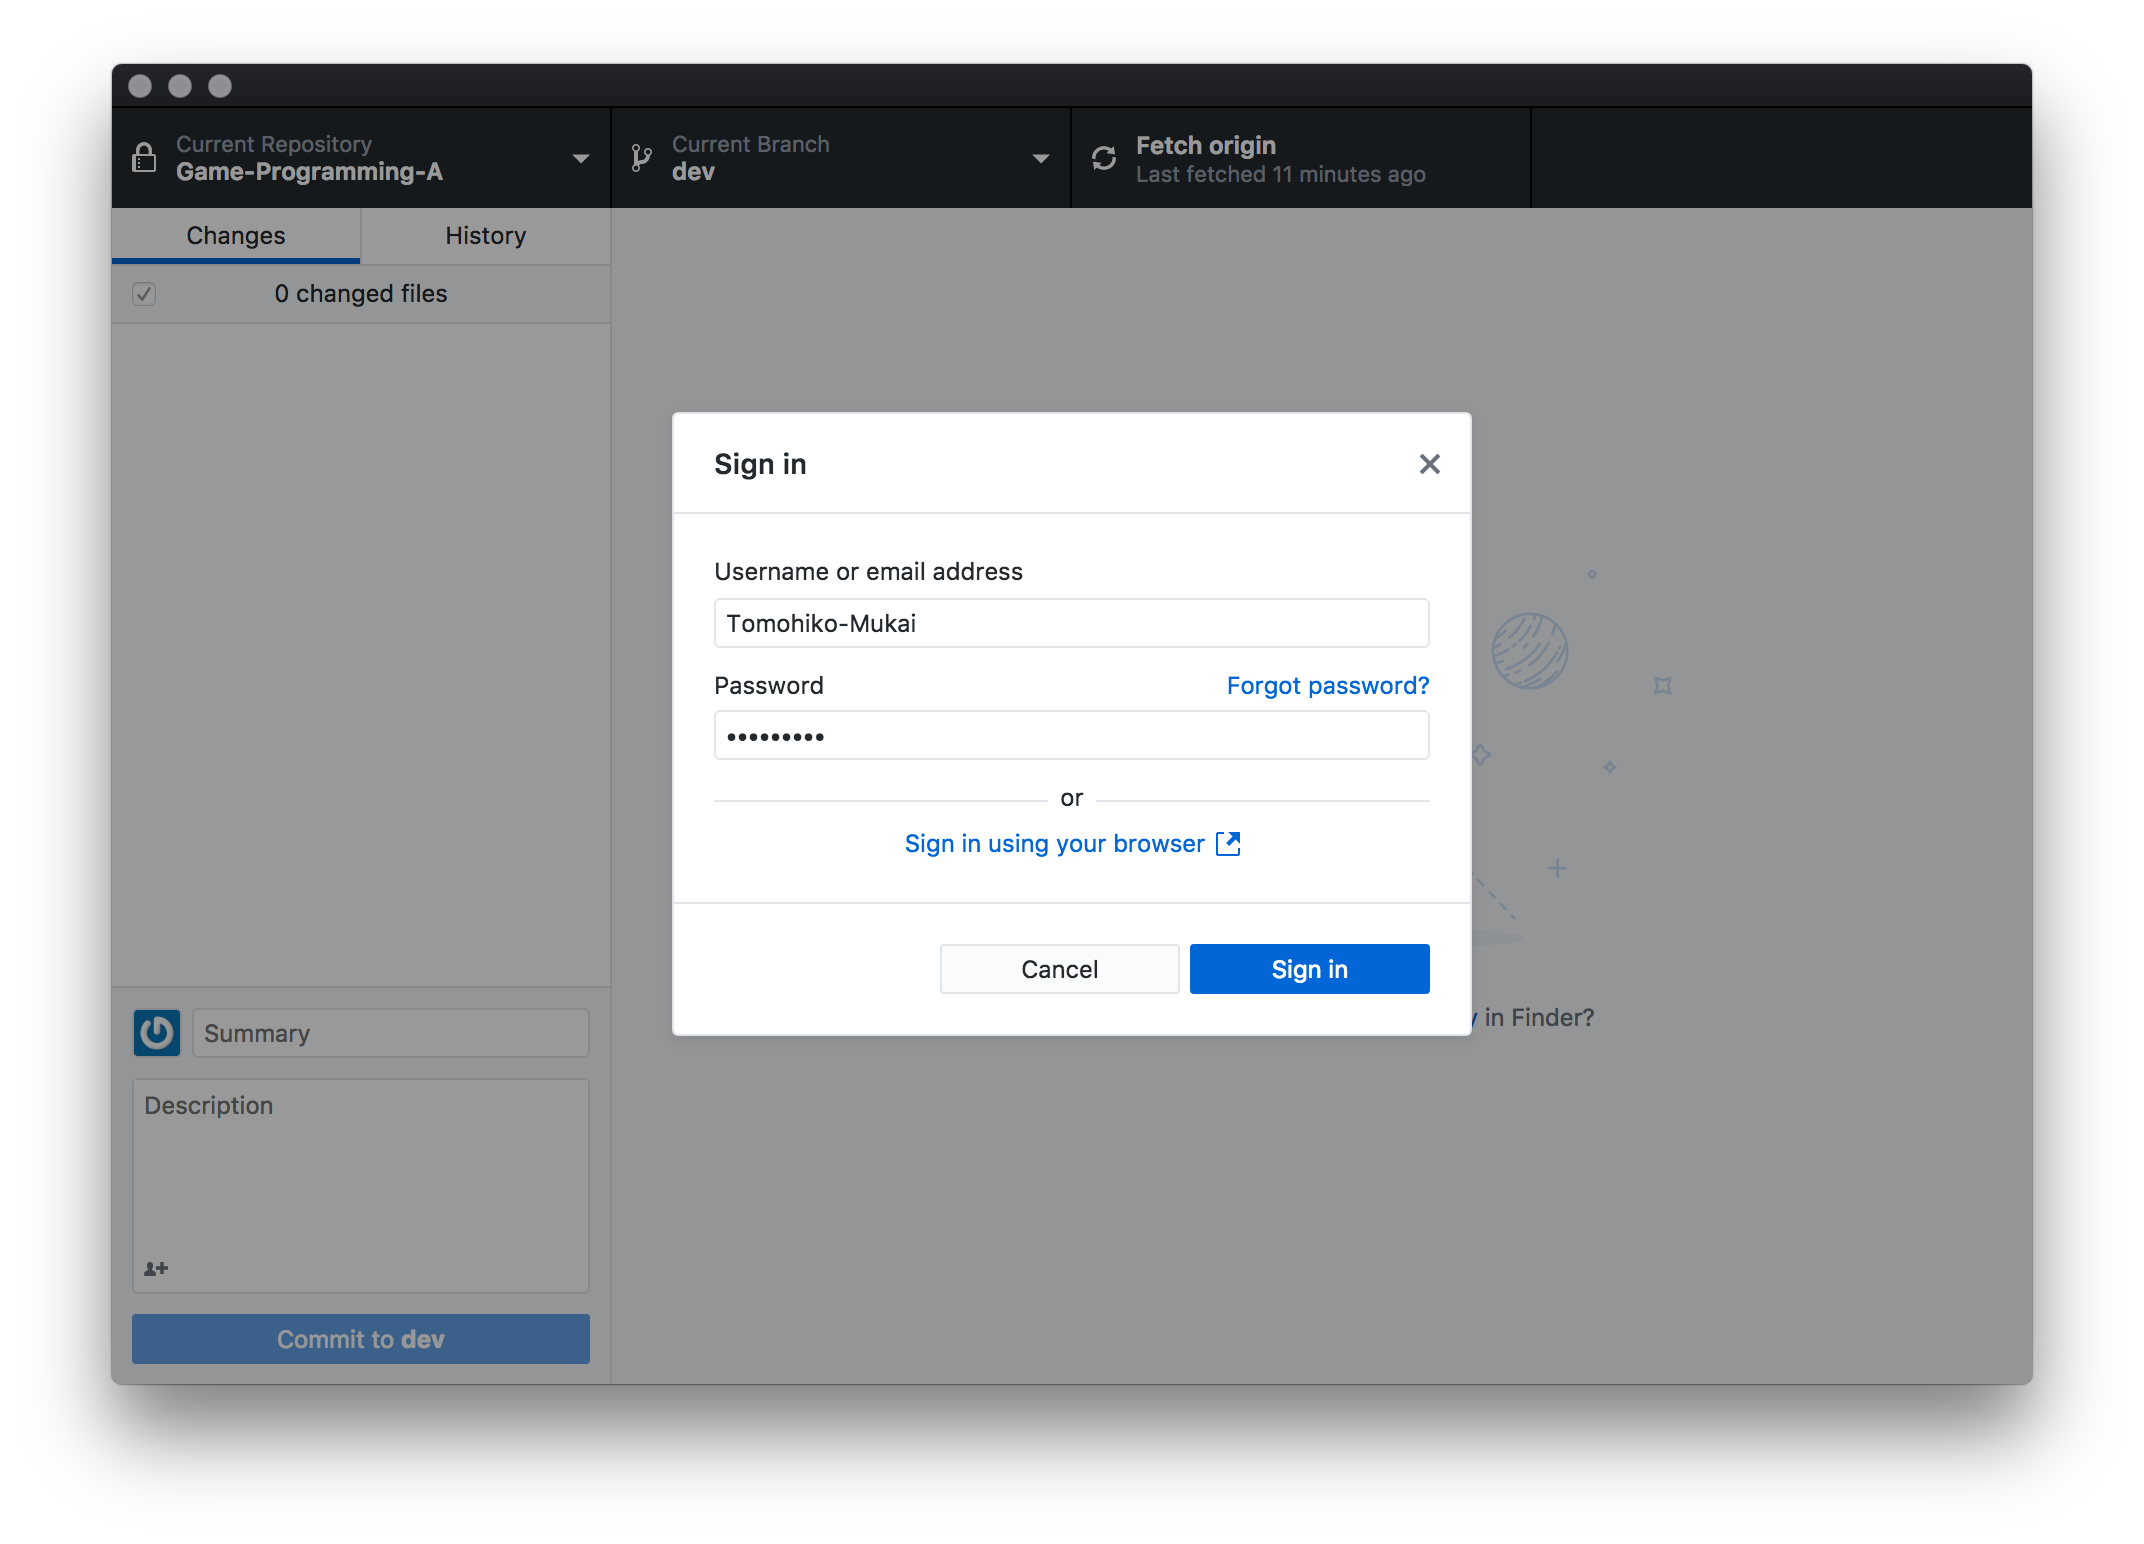 Current Repository
Game-Programming-A
Current Branch
dev
Fetch origin
Last fetched 11 minutes ago
Changes
History
0 changed files
Sign in
Username or email address
Tomohiko-Mukai
Password
Forgot password?
•••••••••
or
Sign in using your browser
Cancel
Sign in
in Finder?
Summary
Description
Commit to dev